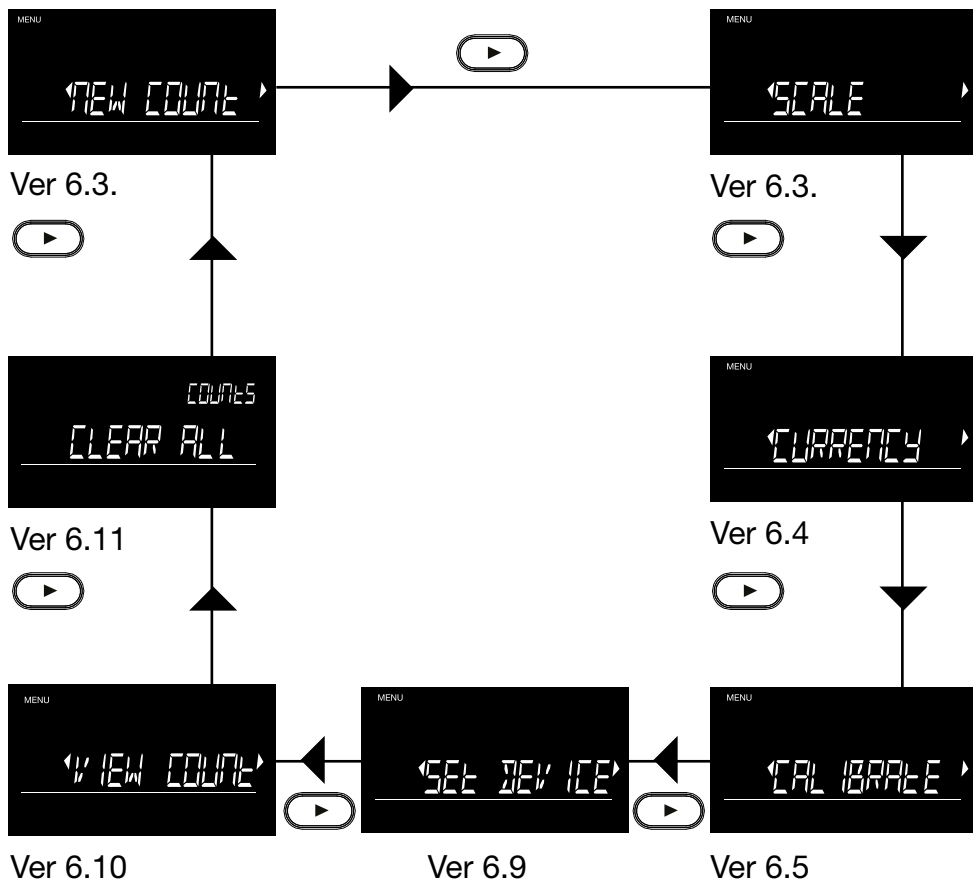 MENU
NEW COUNt
Ver 6.3.
MENU
SCALE
Ver 6.3.
COUNtS
CLEAR ALL
Ver 6.11
MENU
CURRENCY
Ver 6.4
MENU
VIEW COUNt
Ver 6.10
MENU
SEt DEVICE
Ver 6.9
MENU
CALIBRAtE
Ver 6.5